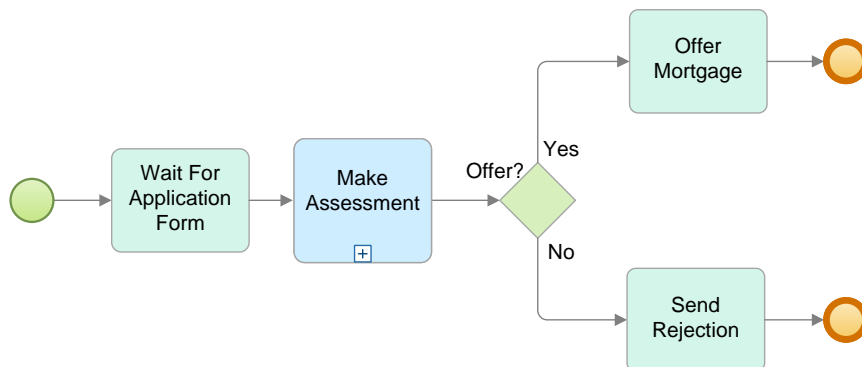 Wait For
Application
Form
Make
Assessment
Offer?
Yes
No
Offer
Mortgage
Send
Rejection